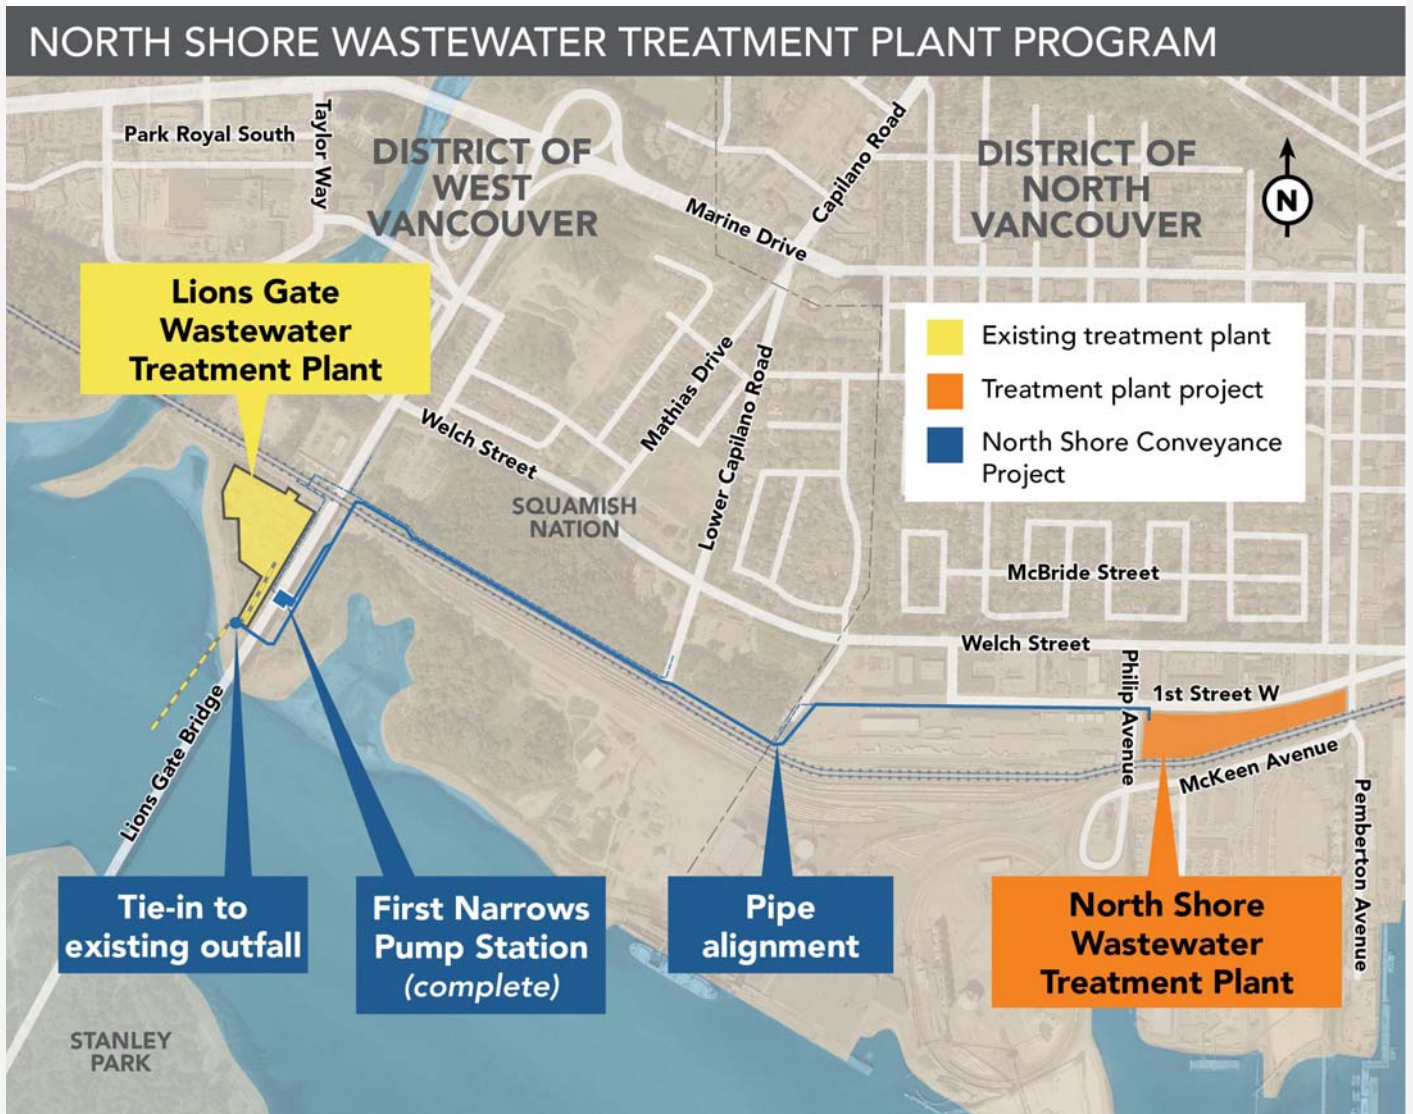 NORTH SHORE WASTEWATER TREATMENT PLANT PROGRAM
Park Royal South
Taylor Way
DISTRICT OF
WEST
VANCOUVER
Marine Drive
Capilano Road
DISTRICT OF
NORTH
VANCOUVER
N
Lions Gate
Wastewater
Treatment Plant
Existing treatment plant
Treatment plant project
North Shore Conveyance
Project
Welch Street
Mathias Drive
Lower Capilano Road
SQUAMISH
NATION
McBride Street
Welch Street
Philip Avenue
1st Street W
McKeen Avenue
Pemberton Avenue
Lions Gate Bridge
Tie-in to
existing outfall
First Narrows
Pump Station
(complete)
Pipe
alignment
North Shore
Wastewater
Treatment Plant
STANLEY
PARK